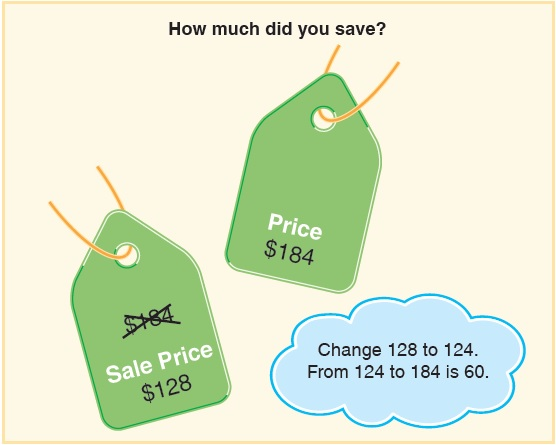 How much did you save?
Price
$184
$184
Sale Price
$128
Change 128 to 124.
From 124 to 184 is 60.